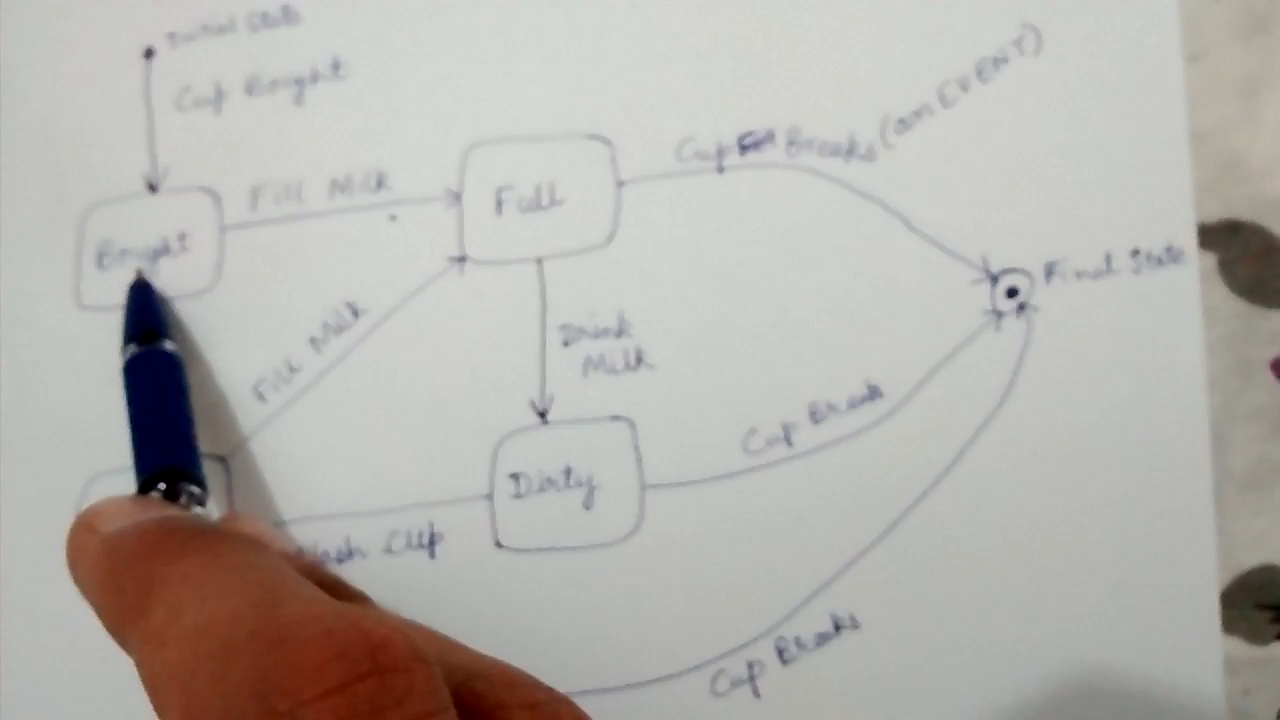 Initial State
Cup Bought
Cup Breaks (an EVENT)
Fill Milk
Full
Bought
Final State
Fill Milk
Drink
Milk
Cup Break
Dirty
Wash Cup
Cup Breaks